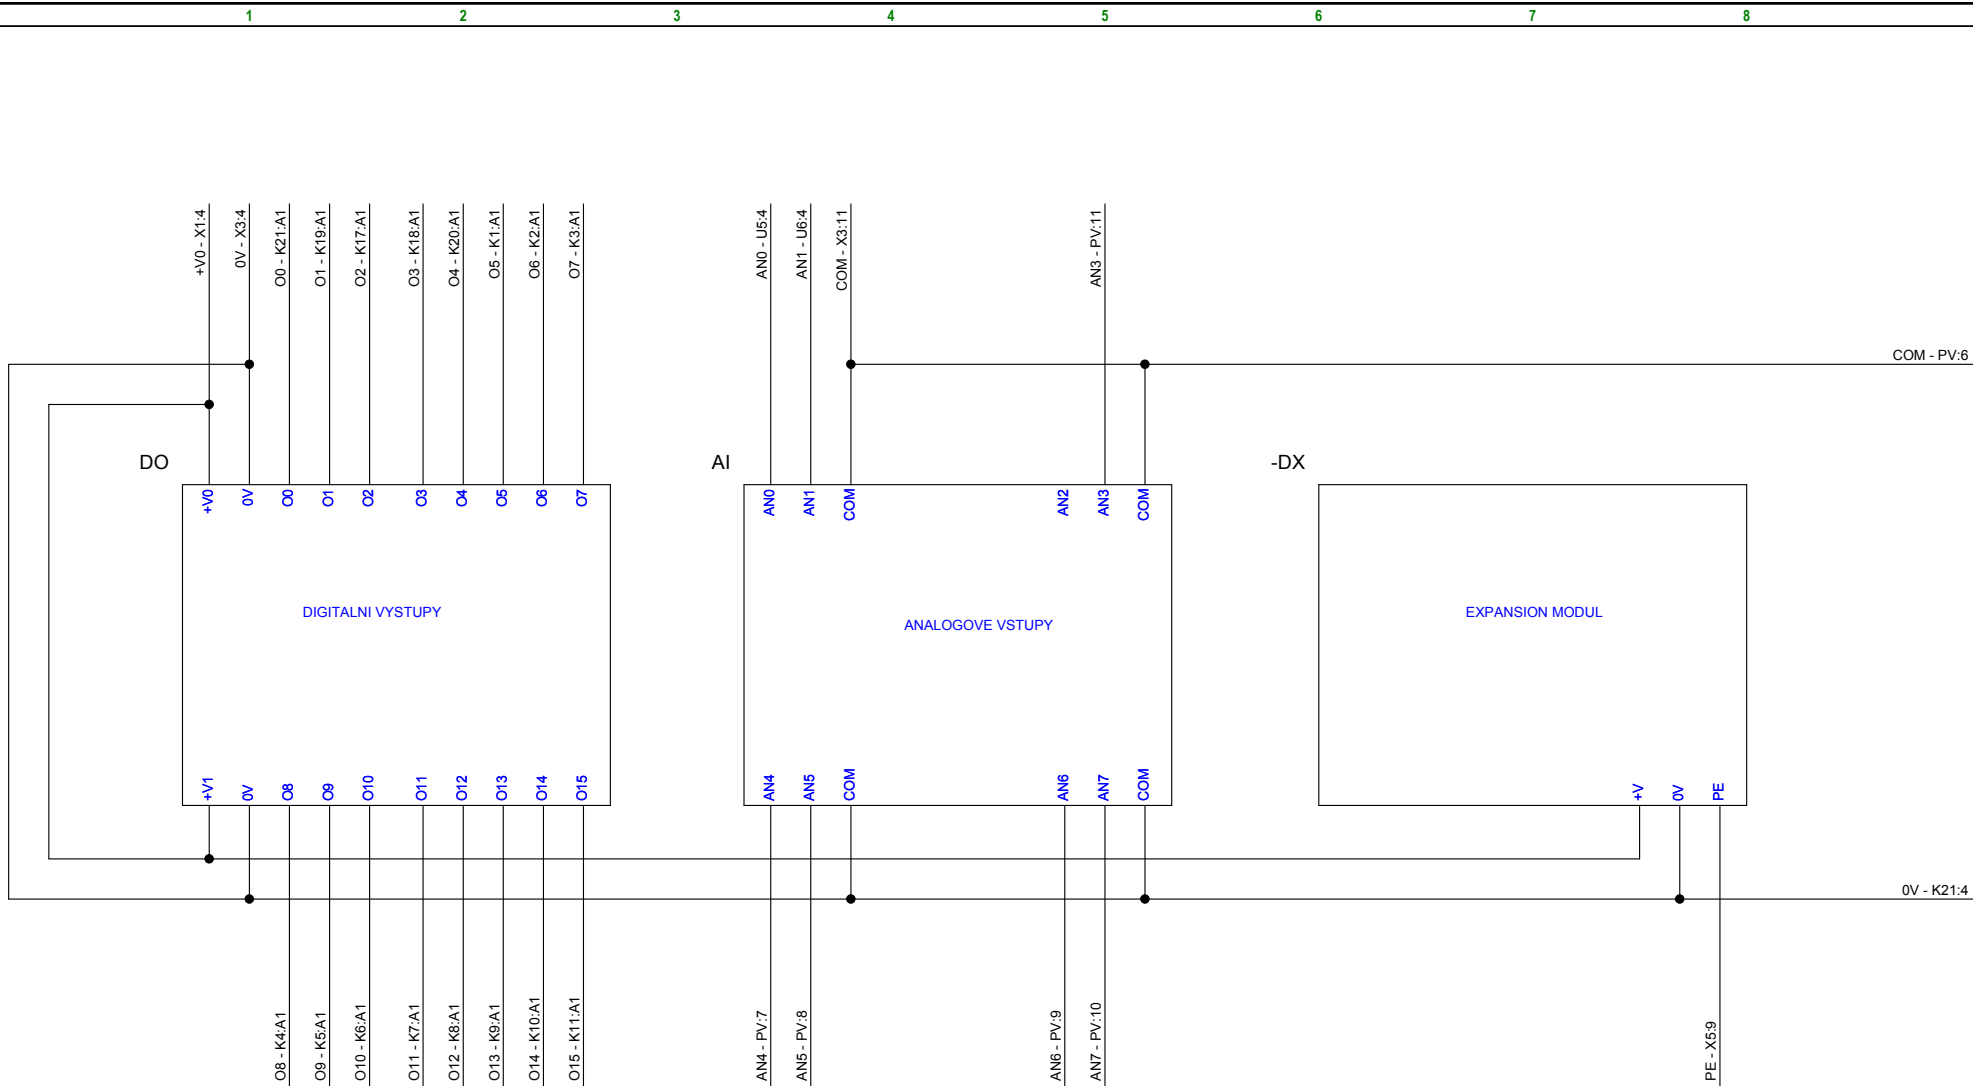 1 2 3 4 5 6 7 8
+V0 - X1:4
0V - X3:4
O0 - K21:A1
O1 - K19:A1
O2 - K17:A1
O3 - K18:A1
O4 - K20:A1
O5 - K1:A1
O6 - K2:A1
O7 - K3:A1
AN0 - U5:4
AN1 - U6:4
COM - X3:11
AN3 - PV:11
COM - PV:6
DO
AI
-DX
+V0
0V
O0
O1
O2
O3
O4
O5
O6
O7
AN0
AN1
COM
AN2
AN3
COM
DIGITALNI VYSTUPY
ANALOGOVE VSTUPY
EXPANSION MODUL
+V1
0V
O8
O9
O10
O11
O12
O13
O14
O15
AN4
AN5
COM
AN6
AN7
COM
+V
0V
PE
0V - K21:4
O8 - K4:A1
O9 - K5:A1
O10 - K6:A1
O11 - K7:A1
O12 - K8:A1
O13 - K9:A1
O14 - K10:A1
O15 - K11:A1
AN4 - PV:7
AN5 - PV:8
AN6 - PV:9
AN7 - PV:10
PE - X5:9